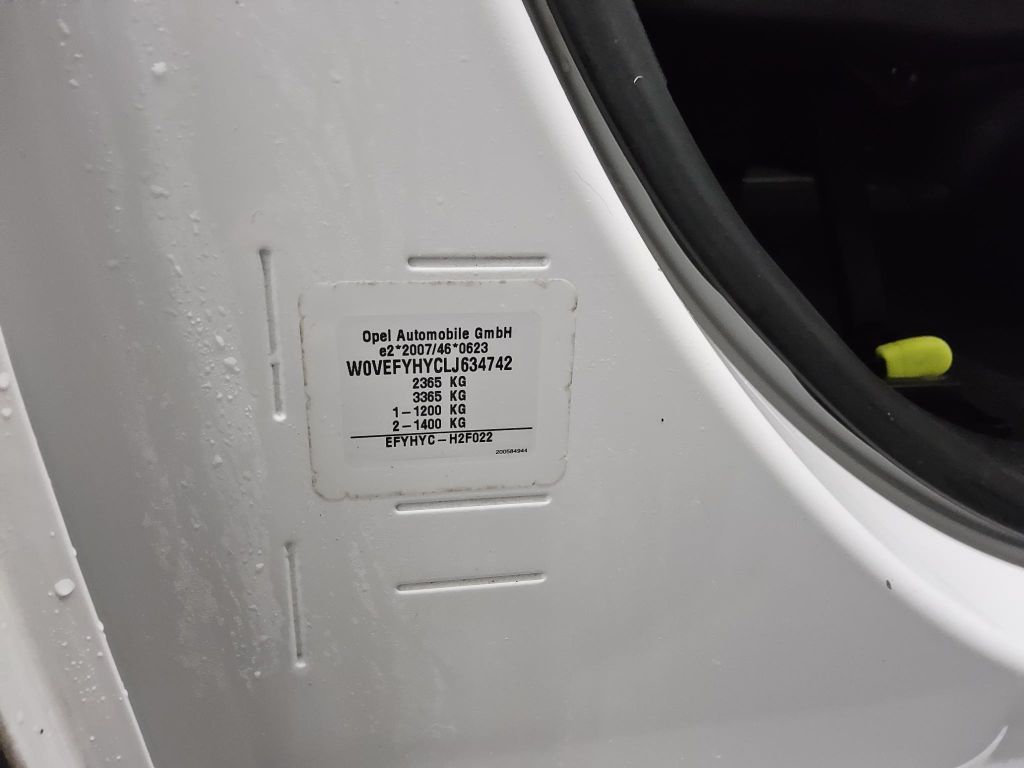 Opel Automobile GmbH
e2*2007/46*0623
W0VEFYHYCLJ634742
2365 KG
3365 KG
1-1200 KG
2-1400 KG
EFYHYC-H2F022
200584944